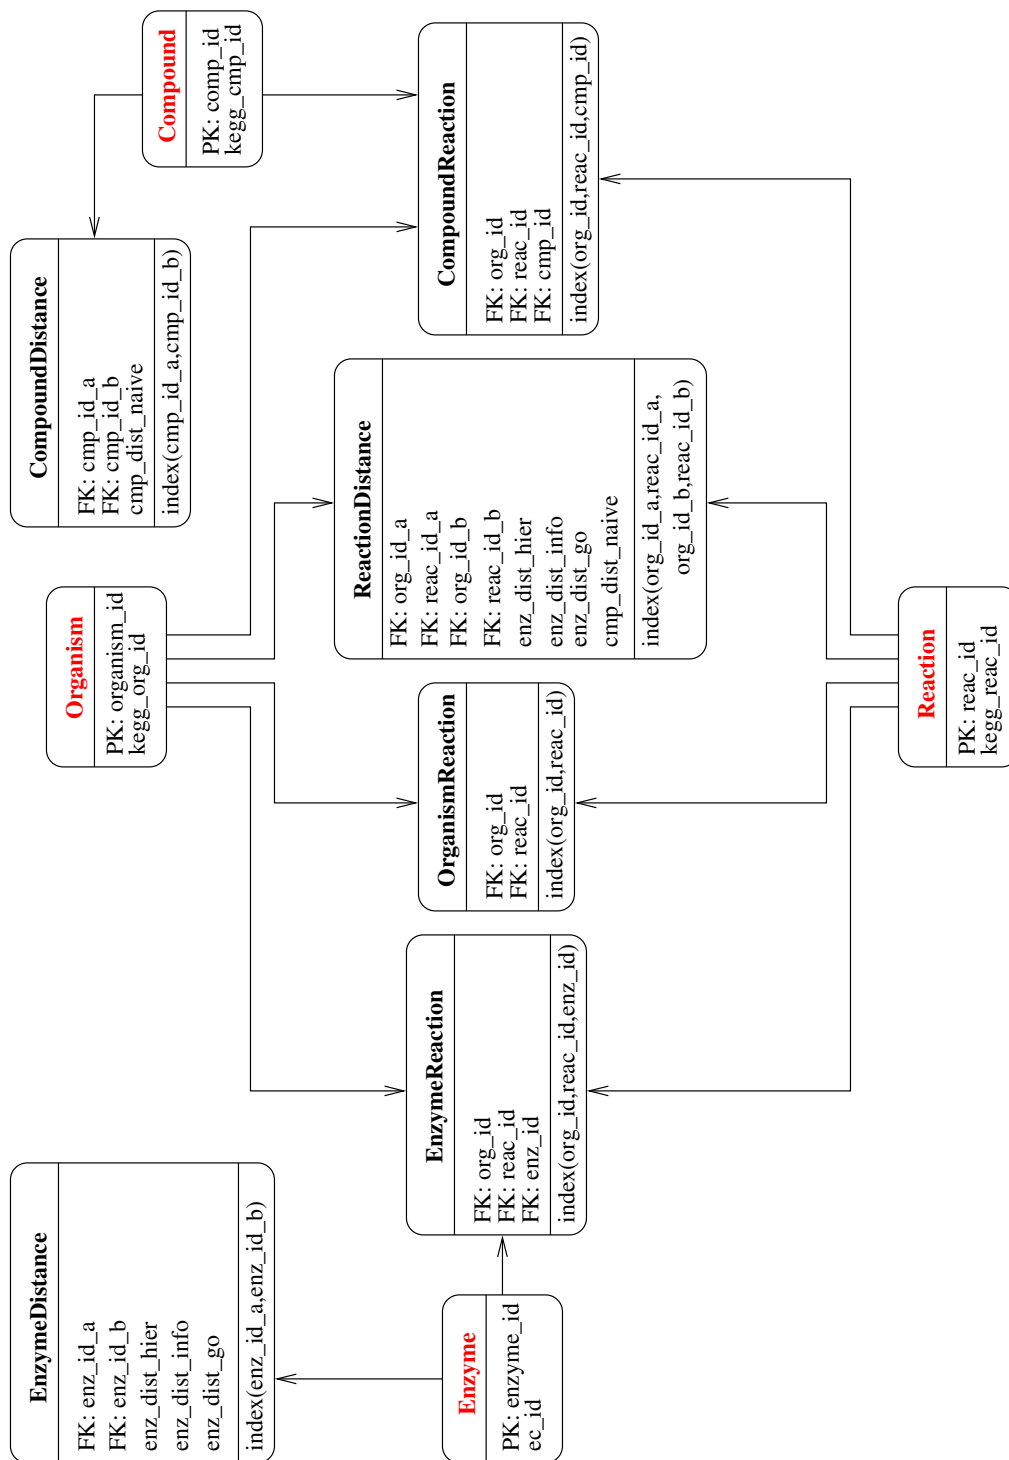 EnzymeDistance
FK: enz_id_a
FK: enz_id_b
enz_dist_hier
enz_dist_info
enz_dist_go
index(enz_id_a,enz_id_b)
Organism
PK: organism_id
kegg_org_id
CompoundDistance
FK: cmp_id_a
FK: cmp_id_b
cmp_dist_naive
index(cmp_id_a,cmp_id_b)
Compound
PK: comp_id
kegg_cmp_id
Enzyme
PK: enzyme_id
ec_id
EnzymeReaction
FK: org_id
FK: reac_id
FK: enz_id
index(org_id,reac_id,enz_id)
OrganismReaction
FK: org_id
FK: reac_id
index(org_id,reac_id)
ReactionDistance
FK: org_id_a
FK: reac_id_a
FK: org_id_b
FK: reac_id_b
enz_dist_hier
enz_dist_info
enz_dist_go
cmp_dist_naive
index(org_id_a,reac_id_a,
org_id_b,reac_id_b)
CompoundReaction
FK: org_id
FK: reac_id
FK: cmp_id
index(org_id,reac_id,cmp_id)
Reaction
PK: reac_id
kegg_reac_id